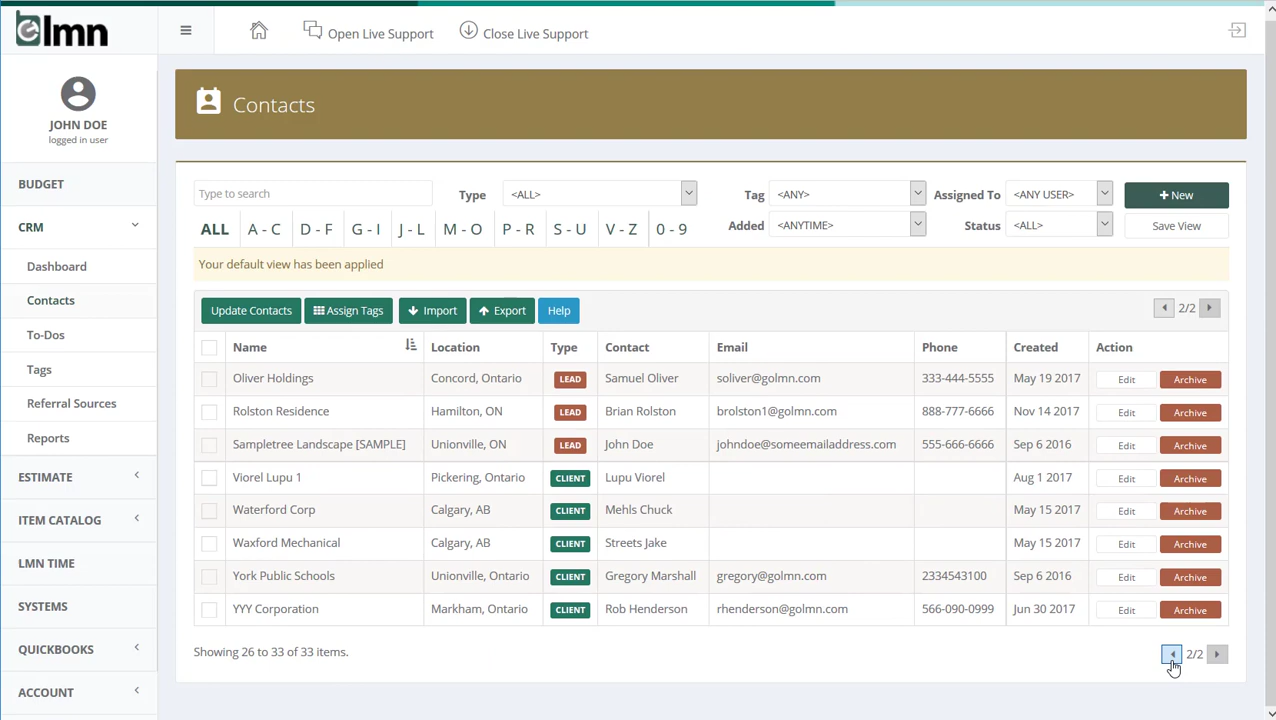 lmn
Open Live Support
Close Live Support
JOHN DOE
logged in user
BUDGET
CRM
Dashboard
Contacts
To-Dos
Tags
Referral Sources
Reports
ESTIMATE
ITEM CATALOG
LMN TIME
SYSTEMS
QUICKBOOKS
ACCOUNT
Contacts
Type to search Type <ALL> Tag <ANY> Assigned To <ANY USER> + New
ALL A - C D - F G - I J - L M - O P - R S - U V - Z 0 - 9 Added <ANYTIME> Status <ALL> Save View
Your default view has been applied
Update Contacts Assign Tags Import Export Help 2/2
Name Location Type Contact Email Phone Created Action
Oliver Holdings Concord, Ontario LEAD Samuel Oliver soliver@golmn.com 333-444-5555 May 19 2017 Edit Archive
Rolston Residence Hamilton, ON LEAD Brian Rolston brolston1@golmn.com 888-777-6666 Nov 14 2017 Edit Archive
Sampletree Landscape [SAMPLE] Unionville, ON LEAD John Doe johndoe@someemailaddress.com 555-666-6666 Sep 6 2016 Edit Archive
Viorel Lupu 1 Pickering, Ontario CLIENT Lupu Viorel Aug 1 2017 Edit Archive
Waterford Corp Calgary, AB CLIENT Mehls Chuck May 15 2017 Edit Archive
Waxford Mechanical Calgary, AB CLIENT Streets Jake May 15 2017 Edit Archive
York Public Schools Unionville, Ontario CLIENT Gregory Marshall gregory@golmn.com 2334543100 Sep 6 2016 Edit Archive
YYY Corporation Markham, Ontario CLIENT Rob Henderson rhenderson@golmn.com 566-090-0999 Jun 30 2017 Edit Archive
Showing 26 to 33 of 33 items. 2/2